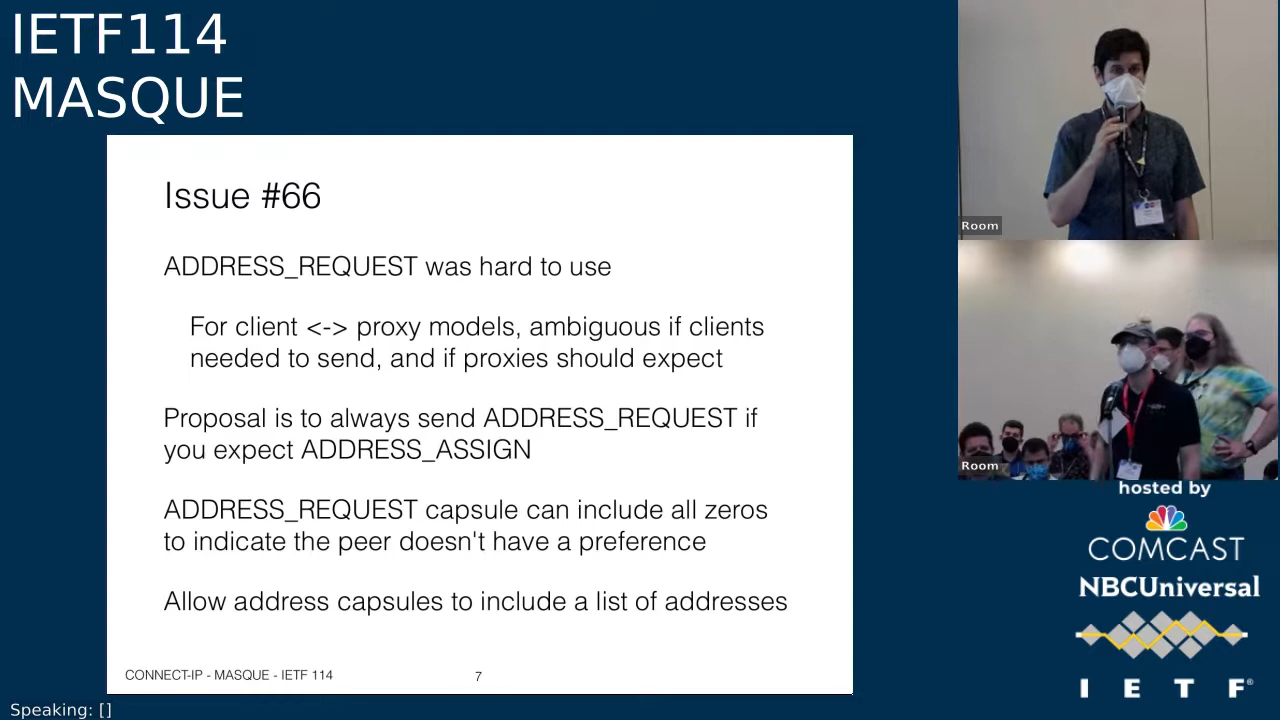 IETF114
MASQUE
Issue #66
ADDRESS_REQUEST was hard to use
For client <-> proxy models, ambiguous if clients
needed to send, and if proxies should expect
Proposal is to always send ADDRESS_REQUEST if
you expect ADDRESS_ASSIGN
ADDRESS_REQUEST capsule can include all zeros
to indicate the peer doesn't have a preference
Allow address capsules to include a list of addresses
CONNECT-IP - MASQUE - IETF 114
7
Room
Room
hosted by
COMCAST
NBCUniversal
I E T F®
Speaking: []